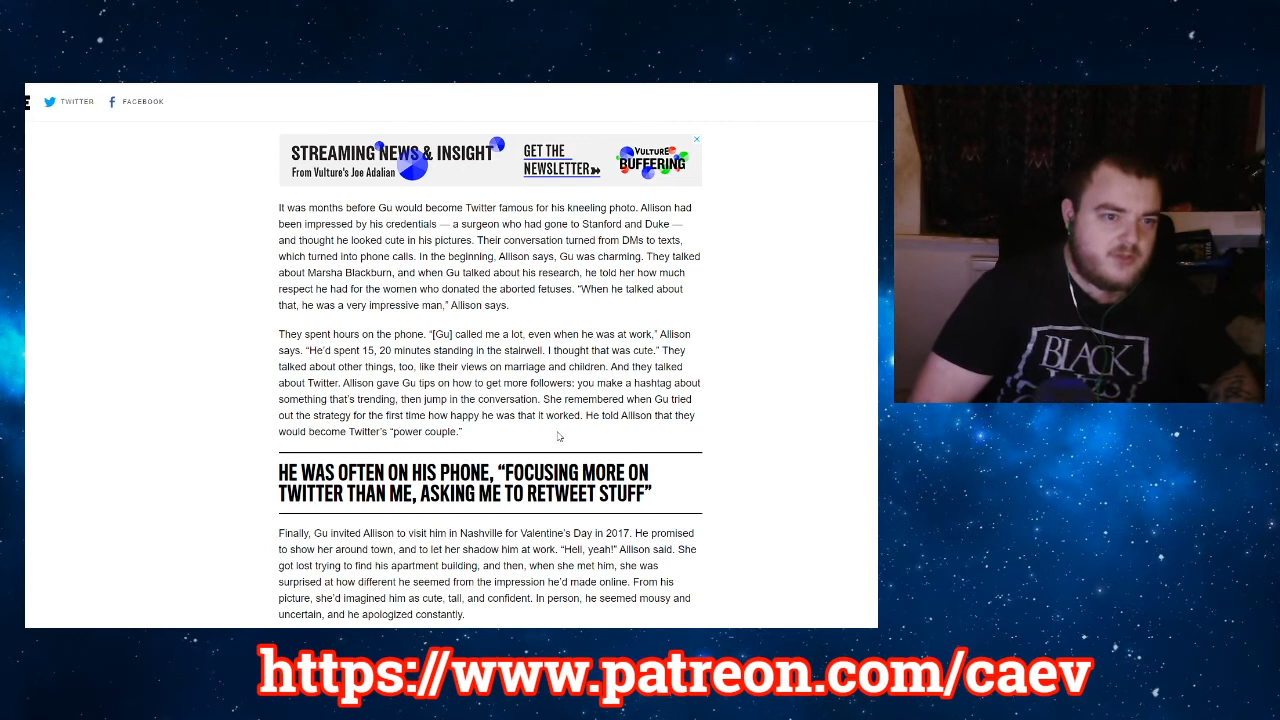 E TWITTER FACEBOOK
STREAMING NEWS & INSIGHT
From Vulture's Joe Adalian
GET THE
NEWSLETTER
VULTURE
BUFFERING
It was months before Gu would become Twitter famous for his kneeling photo. Allison had
been impressed by his credentials — a surgeon who had gone to Stanford and Duke —
and thought he looked cute in his pictures. Their conversation turned from DMs to texts,
which turned into phone calls. In the beginning, Allison says, Gu was charming. They talked
about Marsha Blackburn, and when Gu talked about his research, he told her how much
respect he had for the women who donated the aborted fetuses. “When he talked about
that, he was a very impressive man,” Allison says.
They spent hours on the phone. “[Gu] called me a lot, even when he was at work,” Allison
says. “He’d spent 15, 20 minutes standing in the stairwell. I thought that was cute.” They
talked about other things, too, like their views on marriage and children. And they talked
about Twitter. Allison gave Gu tips on how to get more followers: you make a hashtag about
something that’s trending, then jump in the conversation. She remembered when Gu tried
out the strategy for the first time how happy he was that it worked. He told Allison that they
would become Twitter’s “power couple.”
HE WAS OFTEN ON HIS PHONE, “FOCUSING MORE ON
TWITTER THAN ME, ASKING ME TO RETWEET STUFF”
Finally, Gu invited Allison to visit him in Nashville for Valentine’s Day in 2017. He promised
to show her around town, and to let her shadow him at work. “Hell, yeah!” Allison said. She
got lost trying to find his apartment building, and then, when she met him, she was
surprised at how different he seemed from the impression he’d made online. From his
picture, she’d imagined him as cute, tall, and confident. In person, he seemed mousy and
uncertain, and he apologized constantly.
BLACK
https://www.patreon.com/caev